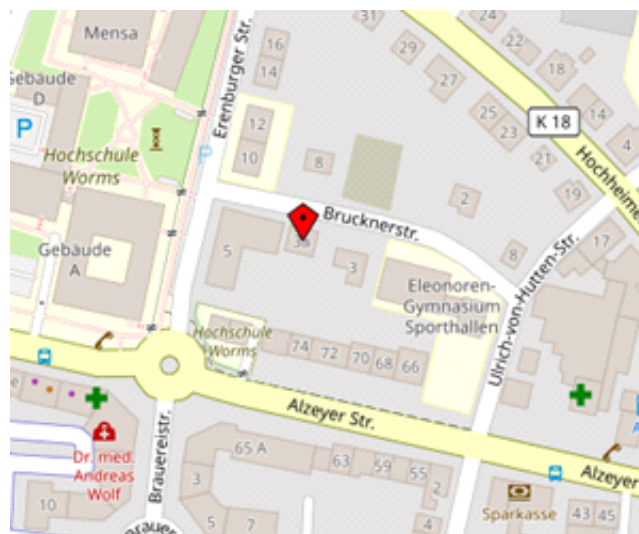 31
24
22
Mensa
16
14
29
18
27
Gebäude
D
Erenburger Str.
14
K 18
25
23
12
10
P
P
4
Hochschule
Worms
8
21
Hochheime
2
19
Brucknerstr.
17
Gebäude
A
5
3a
3
8
Eleonoren-
Gymnasium
Sporthallen
Ulrich-von-Hutten-Str.
Hochschule
Worms
74
72
70
68
66
Alzeyer Str.
Brauereistr.
Dr. med.
Andreas
Wolf
65 A
63
59
55
2
3
Alzeyer
10
5
7
4
Sparkasse
43
45